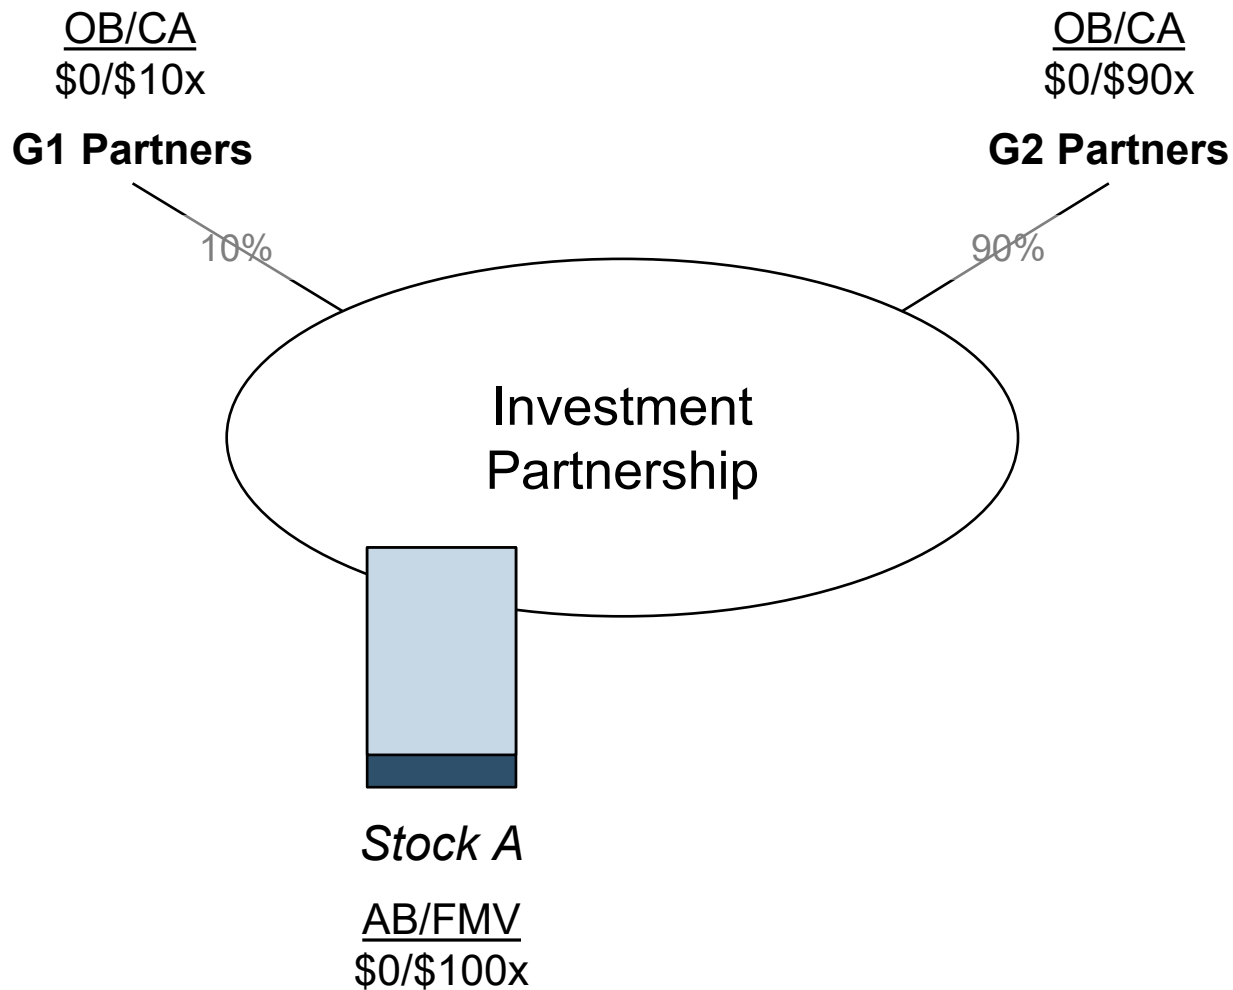 OB/CA
$0/$10x
G1 Partners
10%
OB/CA
$0/$90x
G2 Partners
90%
Investment
Partnership
Stock A
AB/FMV
$0/$100x